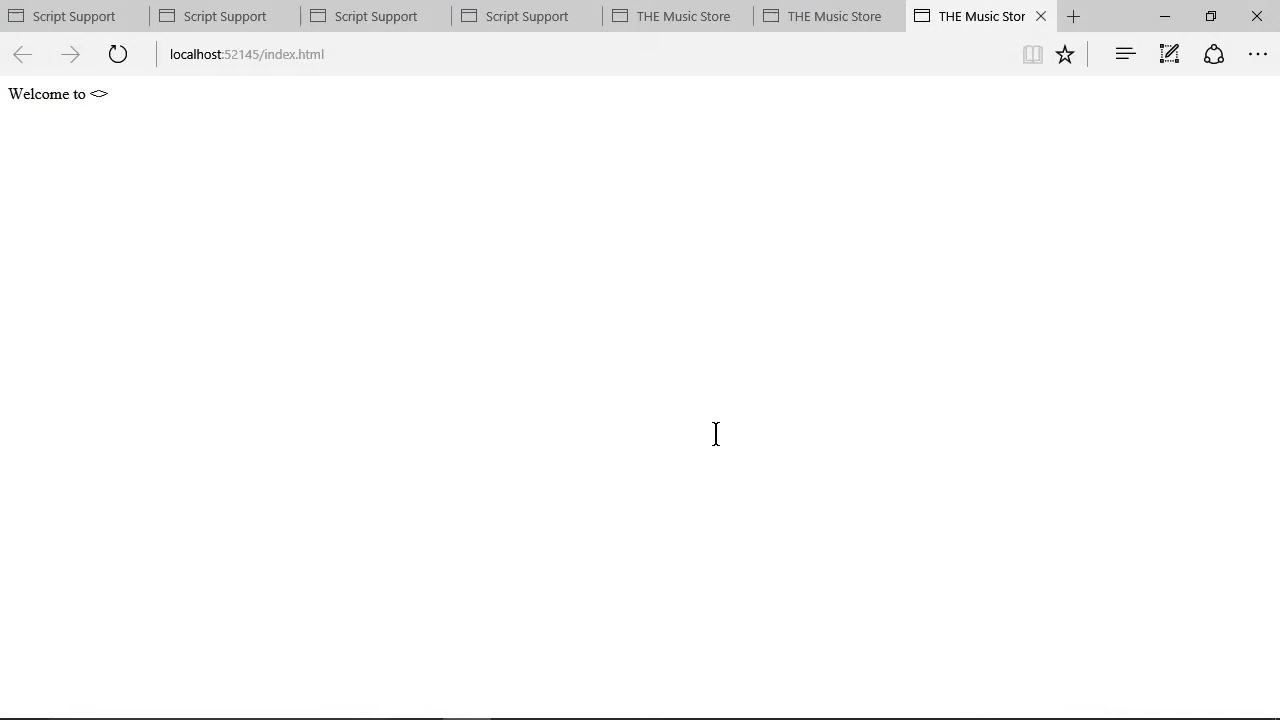 Script Support
Script Support
Script Support
Script Support
THE Music Store
THE Music Store
THE Music Stor
localhost:52145/index.html
Welcome to <>